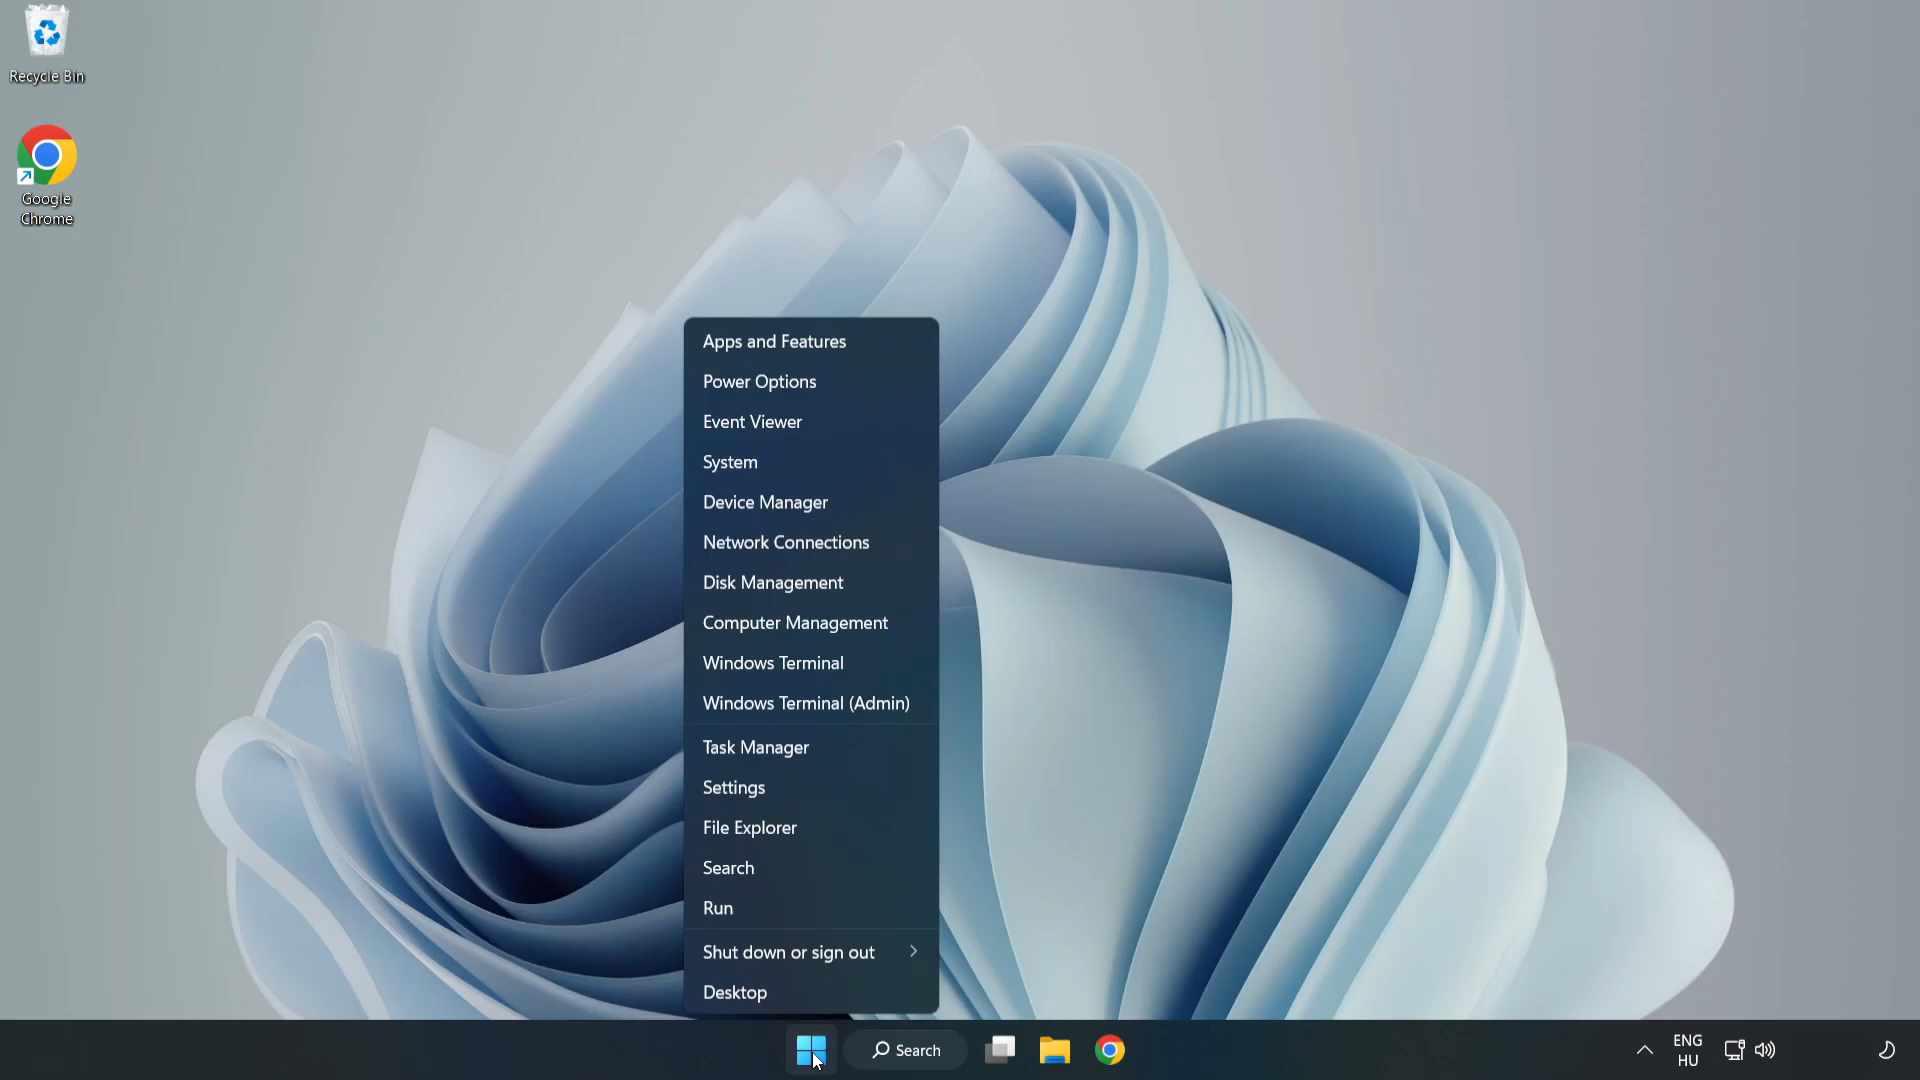 Recycle Bin
Google
Chrome
Apps and Features
Power Options
Event Viewer
System
Device Manager
Network Connections
Disk Management
Computer Management
Windows Terminal
Windows Terminal (Admin)
Task Manager
Settings
File Explorer
Search
Run
Shut down or sign out
Desktop
Search
ENG
HU